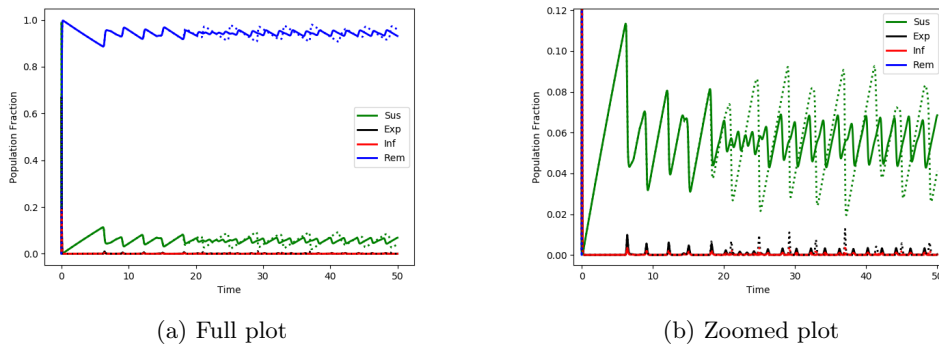 1.0
0.8
0.6
0.4
0.2
0.0
Population Fraction
Sus
Exp
Inf
Rem
0 10 20 30 40 50
Time
(a) Full plot
0.12
0.10
0.08
0.06
0.04
0.02
0.00
Population Fraction
Sus
Exp
Inf
Rem
0 10 20 30 40 50
Time
(b) Zoomed plot